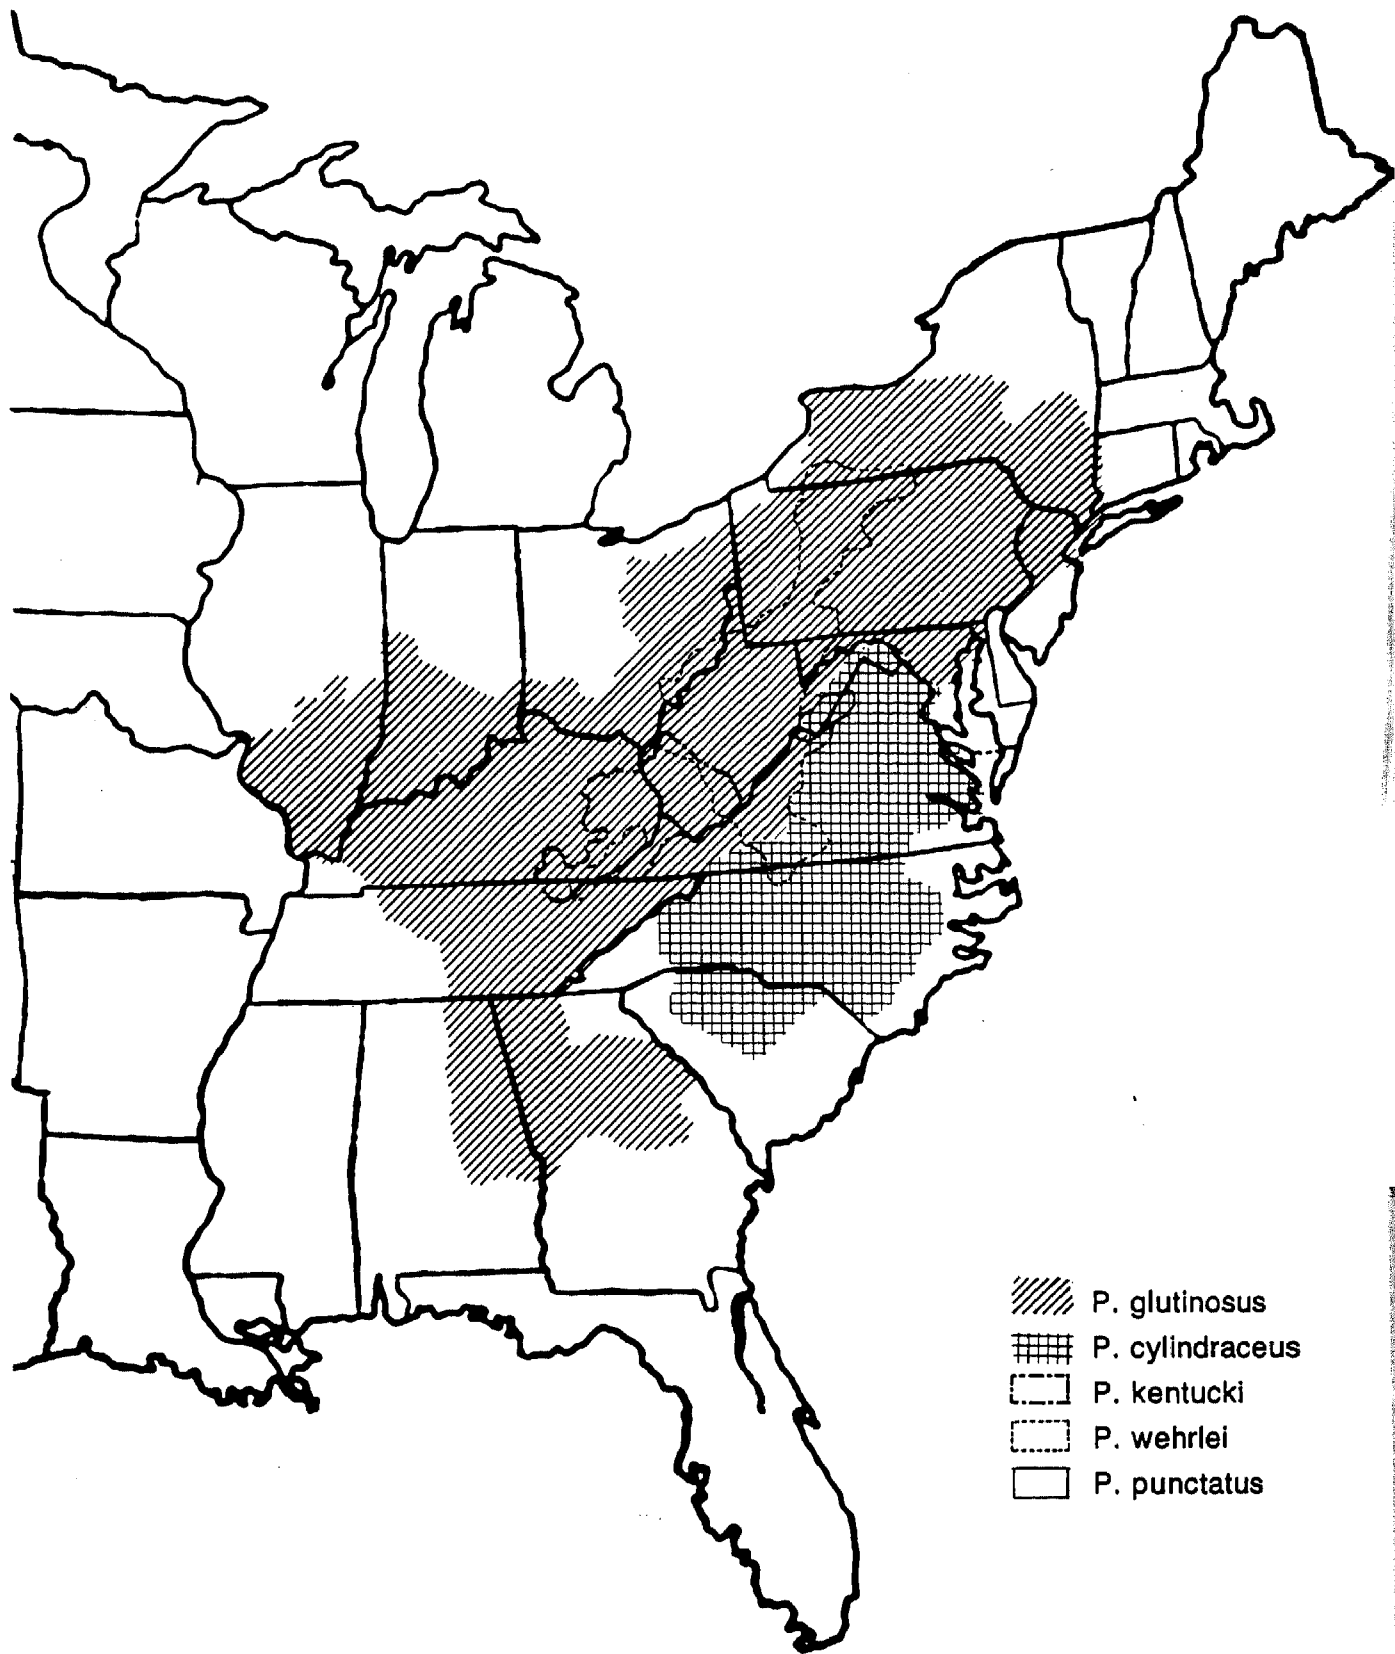 P. glutinosus
P. cylindraceus
P. kentucki
P. wehrlei
P. punctatus